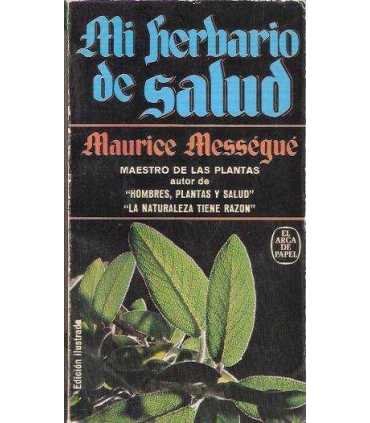 Mi herbario
de salud
Maurice Mességué
MAESTRO DE LAS PLANTAS
autor de
"HOMBRES, PLANTAS Y SALUD"
"LA NATURALEZA TIENE RAZON"
EL
ARCA
DE
PAPEL
Edición ilustrada